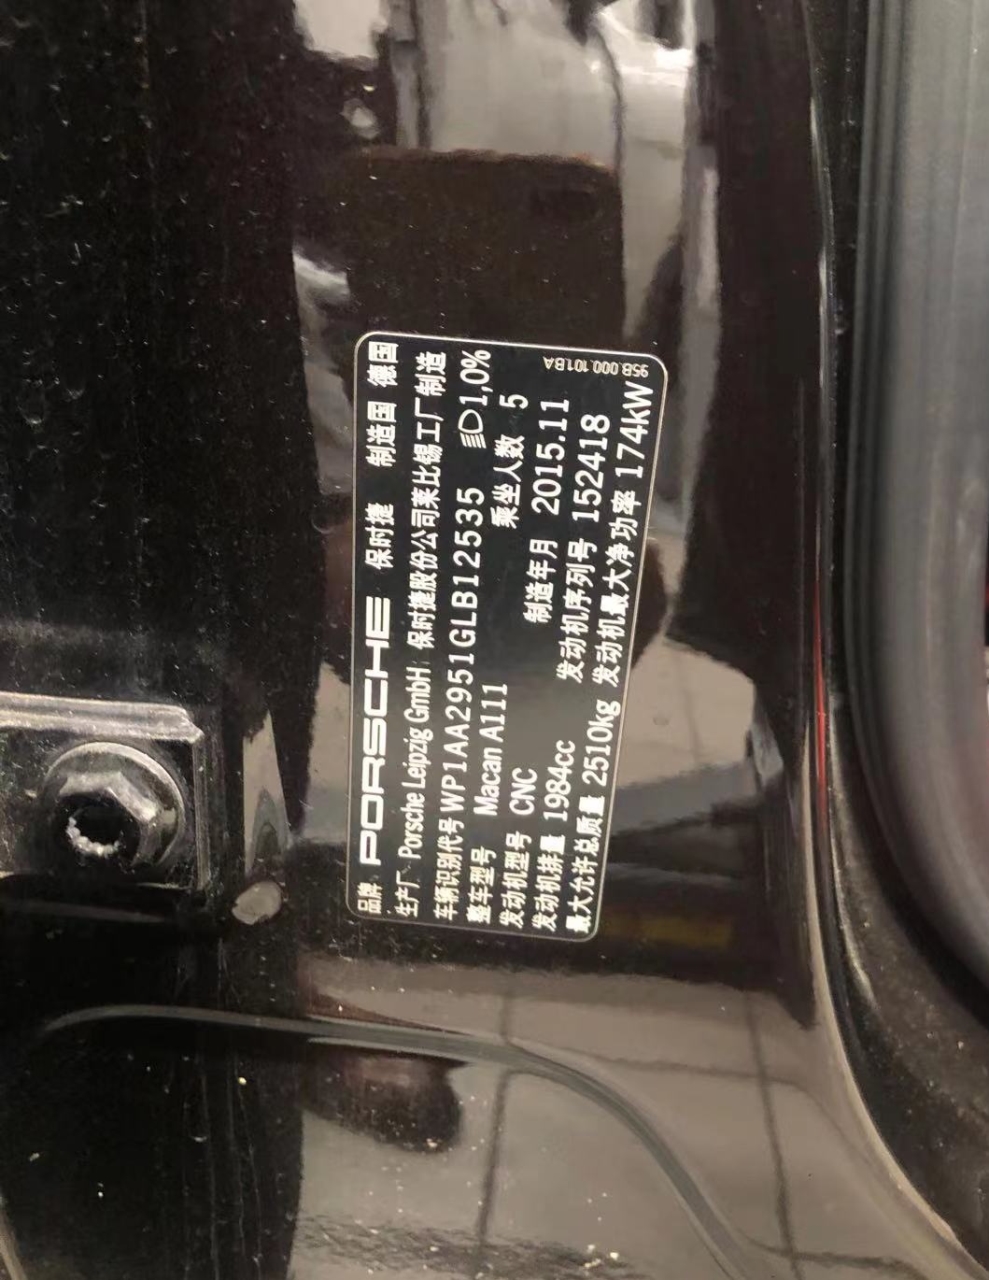 品牌 PORSCHE 保时捷 制造国 德国
生产厂 Porsche Leipzig GmbH 保时捷股份公司莱比锡工厂制造
车辆识别代号 WP1AA2951GLB12535 1,0%
整车型号 Macan A111 乘坐人数 5
发动机型号 CNC 制造年月 2015.11
发动机排量 1984cc 发动机序列号 152418
最大允许总质量 2510kg 发动机最大净功率 174kW
95B.000.101.BA